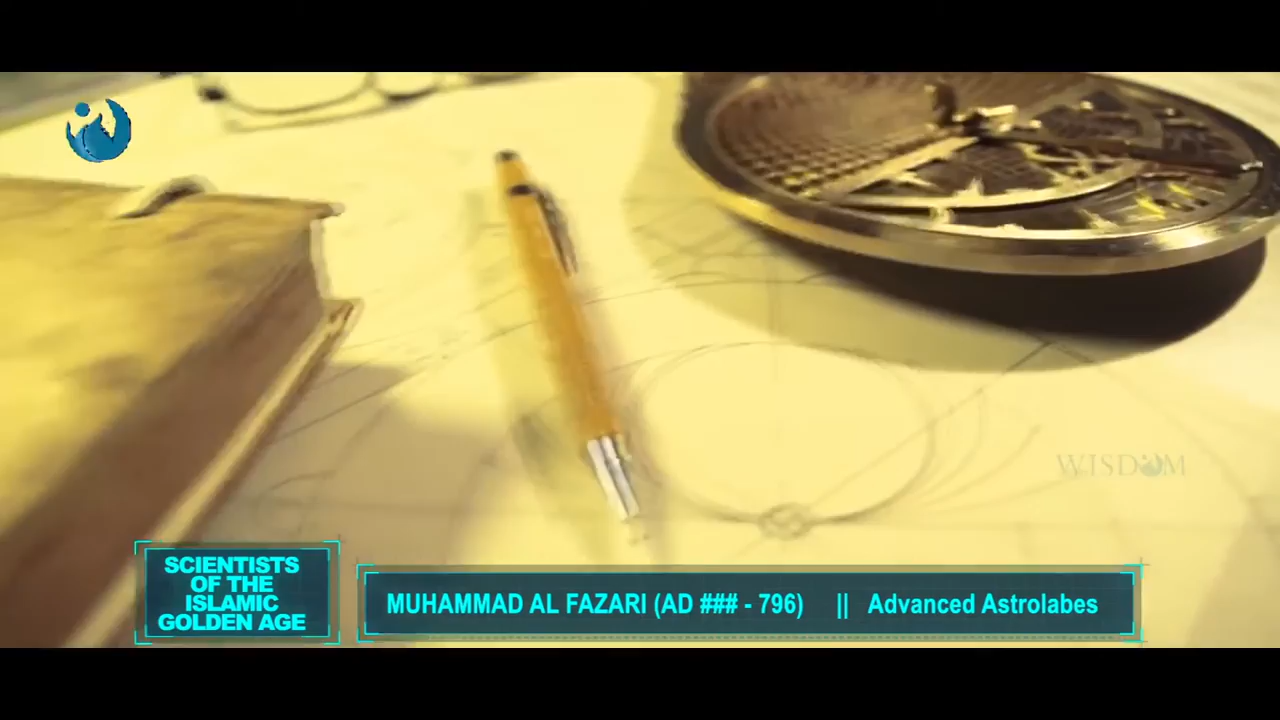 WISDOM
SCIENTISTS
OF THE
ISLAMIC
GOLDEN AGE
MUHAMMAD AL FAZARI (AD ### - 796) || Advanced Astrolabes